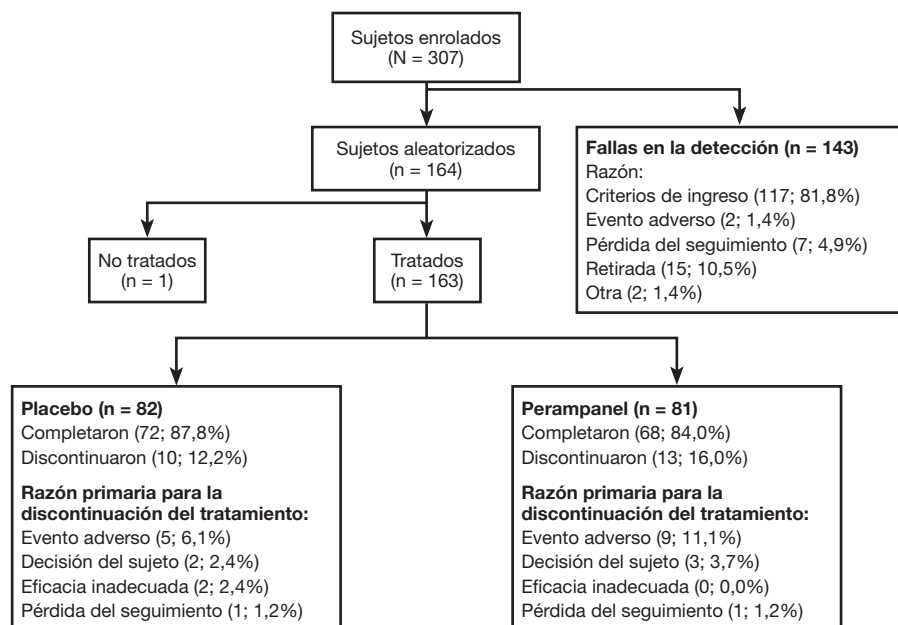 Sujetos enrolados
(N = 307)
Sujetos aleatorizados
(n = 164)
Fallas en la detección (n = 143)
Razón:
Criterios de ingreso (117; 81,8%)
Evento adverso (2; 1,4%)
Pérdida del seguimiento (7; 4,9%)
Retirada (15; 10,5%)
Otra (2; 1,4%)
No tratados
(n = 1)
Tratados
(n = 163)
Placebo (n = 82)
Completaron (72; 87,8%)
Discontinuaron (10; 12,2%)
Razón primaria para la
discontinuación del tratamiento:
Evento adverso (5; 6,1%)
Decisión del sujeto (2; 2,4%)
Eficacia inadecuada (2; 2,4%)
Pérdida del seguimiento (1; 1,2%)
Perampanel (n = 81)
Completaron (68; 84,0%)
Discontinuaron (13; 16,0%)
Razón primaria para la
discontinuación del tratamiento:
Evento adverso (9; 11,1%)
Decisión del sujeto (3; 3,7%)
Eficacia inadecuada (0; 0,0%)
Pérdida del seguimiento (1; 1,2%)